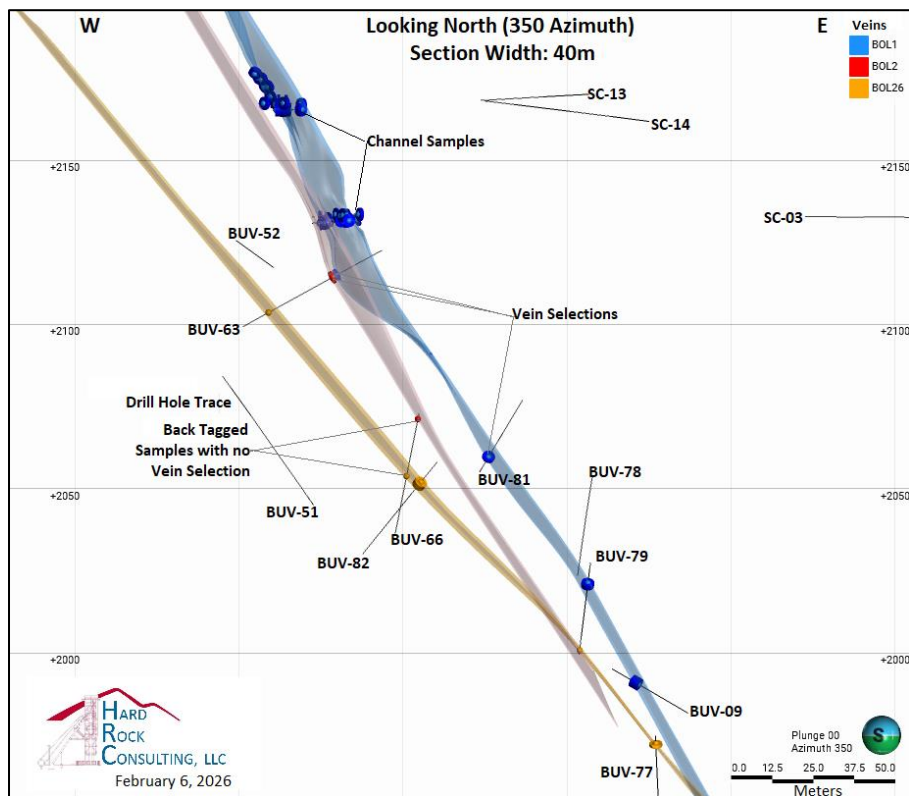 W
Looking North (350 Azimuth)
Section Width: 40m
E
Veins
BOL1
BOL2
BOL26
SC-13
SC-14
Channel Samples
+2150
SC-03
BUV-52
Vein Selections
BUV-63
+2100
Drill Hole Trace
Back Tagged
Samples with no
Vein Selection
BUV-81
BUV-78
+2050
BUV-51
BUV-66
BUV-82
BUV-79
+2000
BUV-09
HARD
ROCK
CONSULTING, LLC
February 6, 2026
BUV-77
Plunge 00
Azimuth 350
S
0.0 12.5 25.0 37.5 50.0
Meters